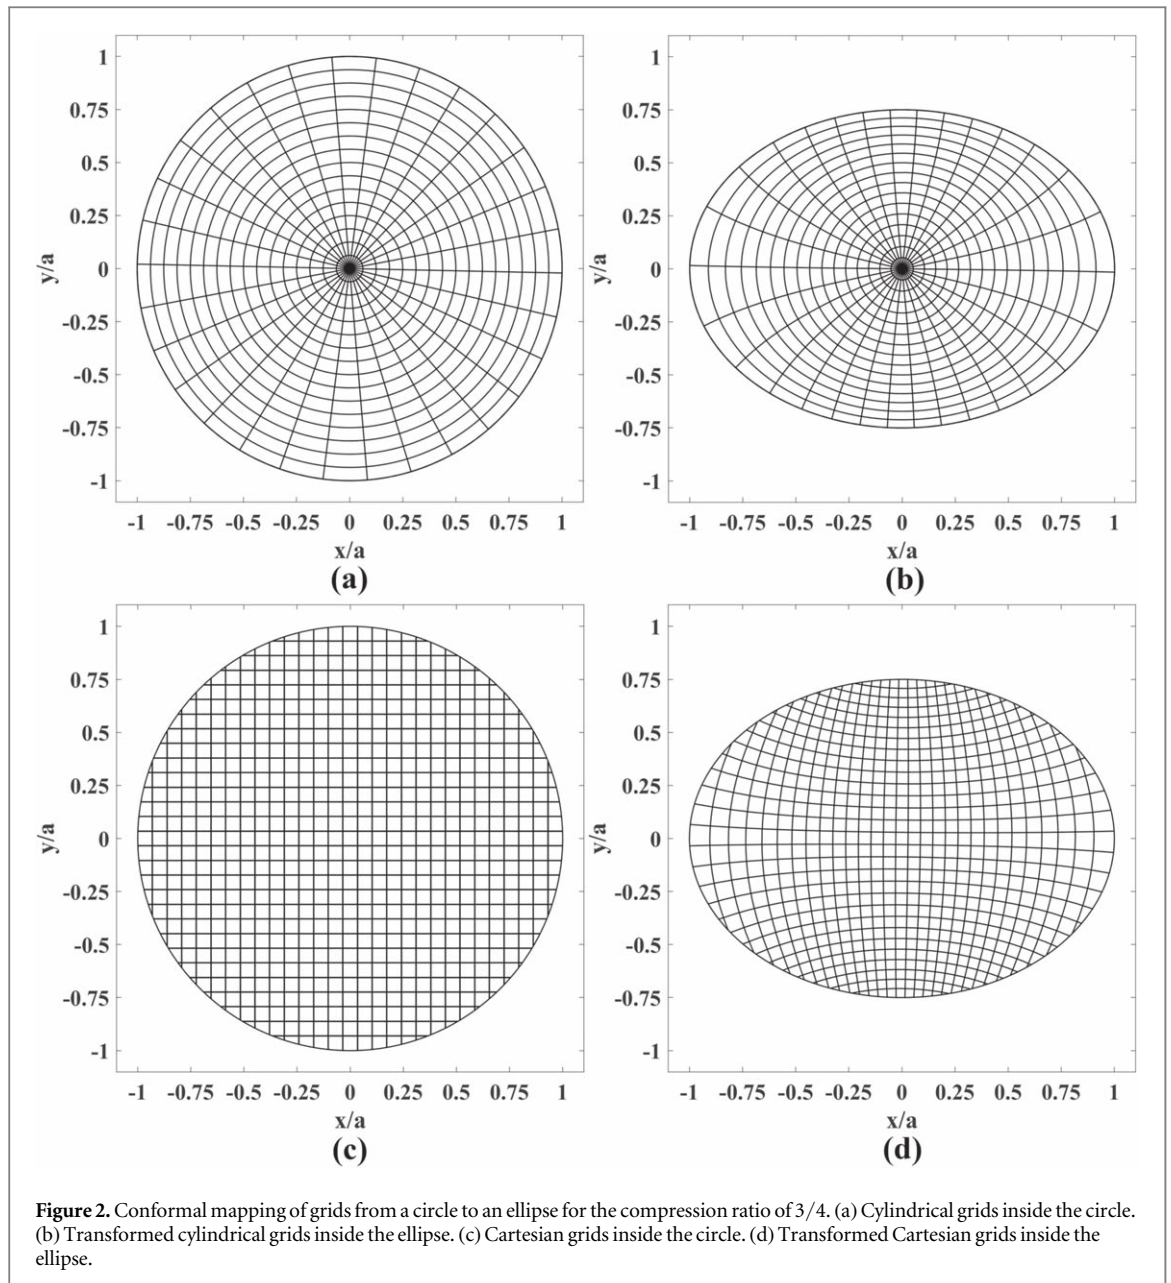 1
0.75
0.5
0.25
0
-0.25
-0.5
-0.75
-1
y/a
-1 -0.75 -0.5 -0.25 0 0.25 0.5 0.75 1
x/a
(a)
1
0.75
0.5
0.25
0
-0.25
-0.5
-0.75
-1
y/a
-1 -0.75 -0.5 -0.25 0 0.25 0.5 0.75 1
x/a
(b)
1
0.75
0.5
0.25
0
-0.25
-0.5
-0.75
-1
y/a
-1 -0.75 -0.5 -0.25 0 0.25 0.5 0.75 1
x/a
(c)
1
0.75
0.5
0.25
0
-0.25
-0.5
-0.75
-1
y/a
-1 -0.75 -0.5 -0.25 0 0.25 0.5 0.75 1
x/a
(d)
Figure 2. Conformal mapping of grids from a circle to an ellipse for the compression ratio of 3/4. (a) Cylindrical grids inside the circle.
(b) Transformed cylindrical grids inside the ellipse. (c) Cartesian grids inside the circle. (d) Transformed Cartesian grids inside the
ellipse.